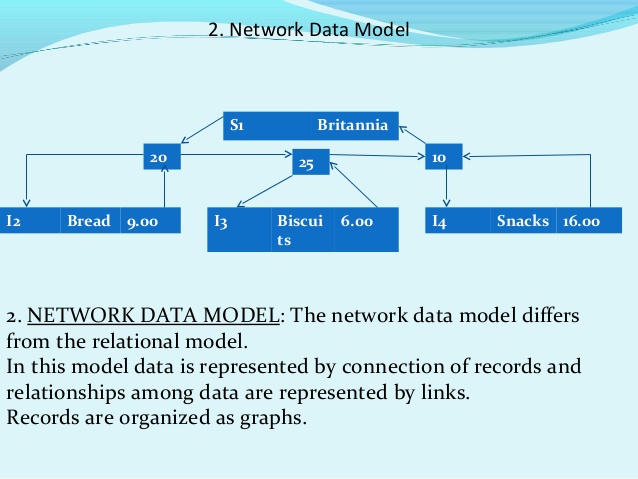 2. Network Data Model
S1 Britannia
20 25 10
I2 Bread 9.00 I3 Biscui 6.00 I4 Snacks 16.00
ts
2. NETWORK DATA MODEL: The network data model differs
from the relational model.
In this model data is represented by connection of records and
relationships among data are represented by links.
Records are organized as graphs.